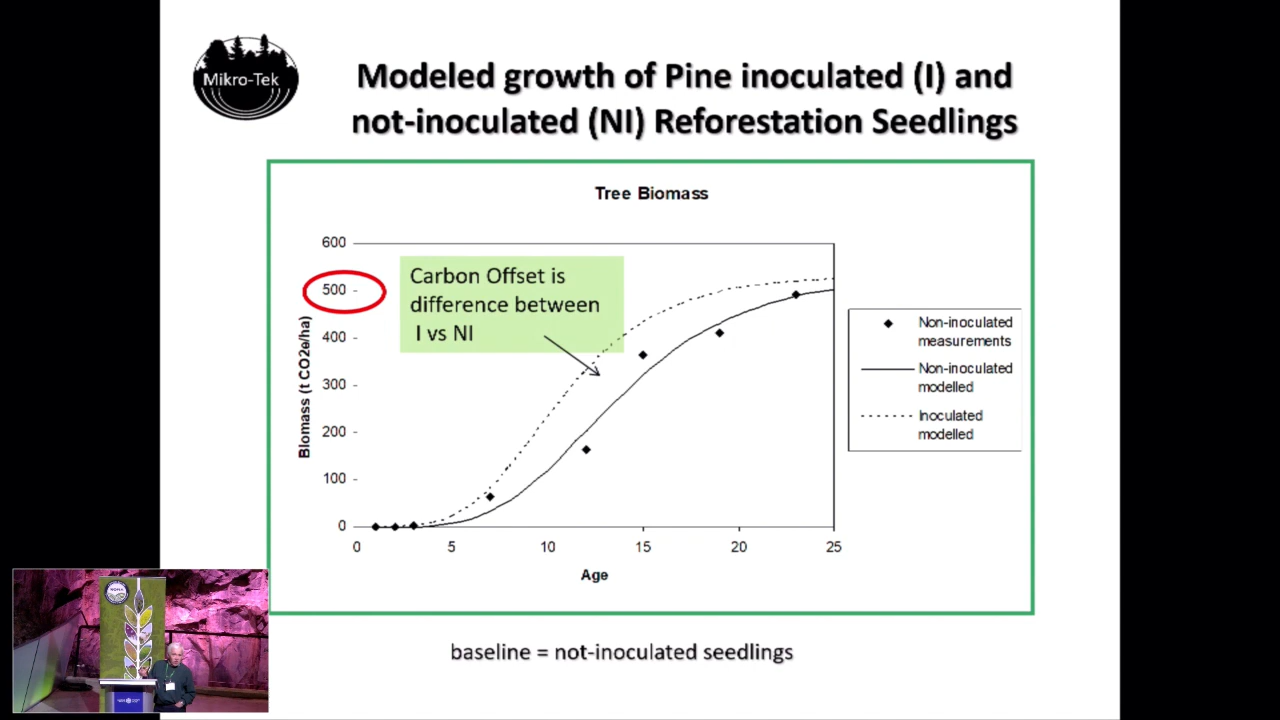 Mikro-Tek
Modeled growth of Pine inoculated (I) and
not-inoculated (NI) Reforestation Seedlings
Tree Biomass
600
500
400
300
200
100
0
Biomass (t CO2e/ha)
Carbon Offset is
difference between
I vs NI
0 5 10 15 20 25
Age
Non-inoculated
measurements
Non-inoculated
modelled
Inoculated
modelled
baseline = not-inoculated seedlings